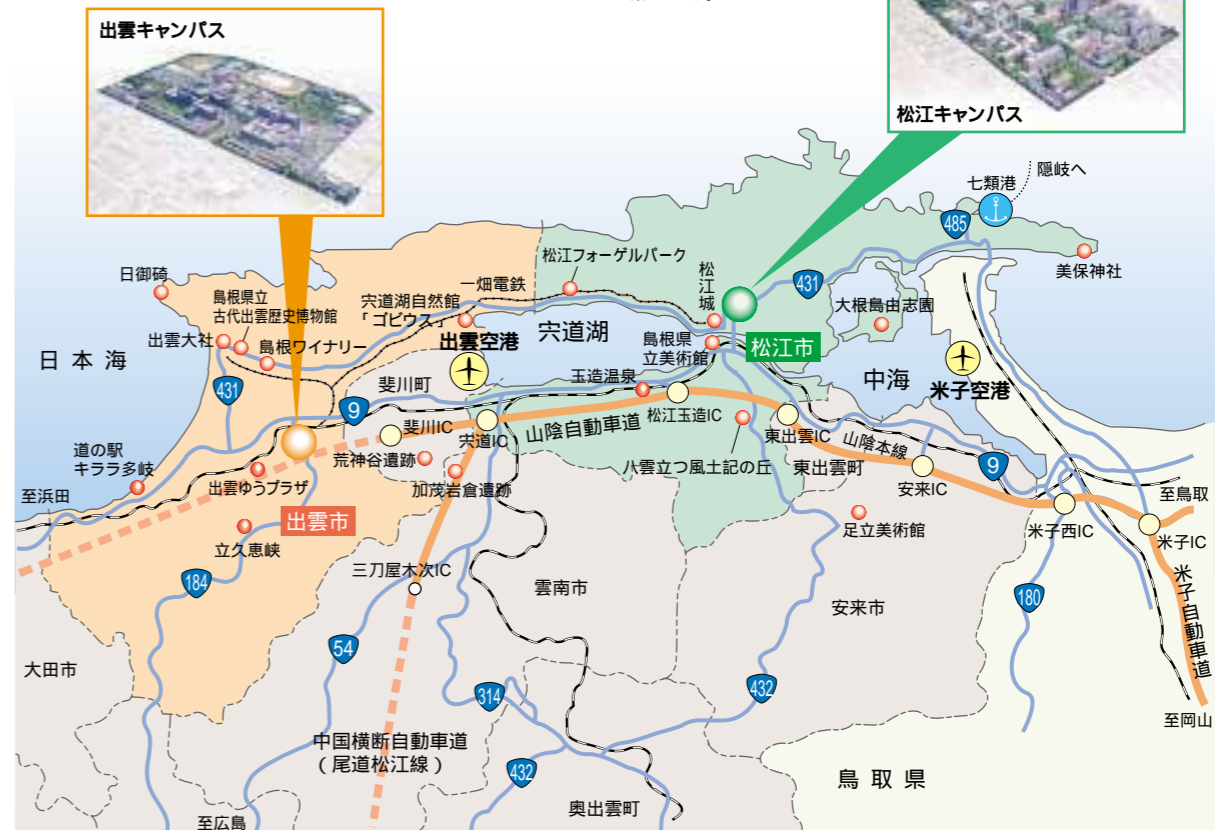 出雲キャンパス
松江キャンパス
隠岐へ
七類港
485
美保神社
日御碕
島根県立
古代出雲歴史博物館
出雲大社
島根ワイナリー
一畑電鉄
松江フォーゲルパーク
宍道湖自然館
「ゴビウス」
出雲空港
宍道湖
松江城
島根県
立美術館
松江市
431
大根島由志園
中海
米子空港
日本海
431
斐川町
9
玉造温泉
松江玉造IC
斐川IC
宍道IC
山陰自動車道
東出雲IC
山陰本線
東出雲町
9
安来IC
道の駅
キララ多岐
至浜田
出雲ゆうプラザ
荒神谷遺跡
加茂岩倉遺跡
八雲立つ風土記の丘
足立美術館
至鳥取
米子西IC
米子IC
出雲市
立久恵峡
184
三刀屋木次IC
雲南市
安来市
180
米子自動車道
大田市
54
314
432
至岡山
中国横断自動車道
(尾道松江線)
432
鳥取県
奥出雲町
至広島